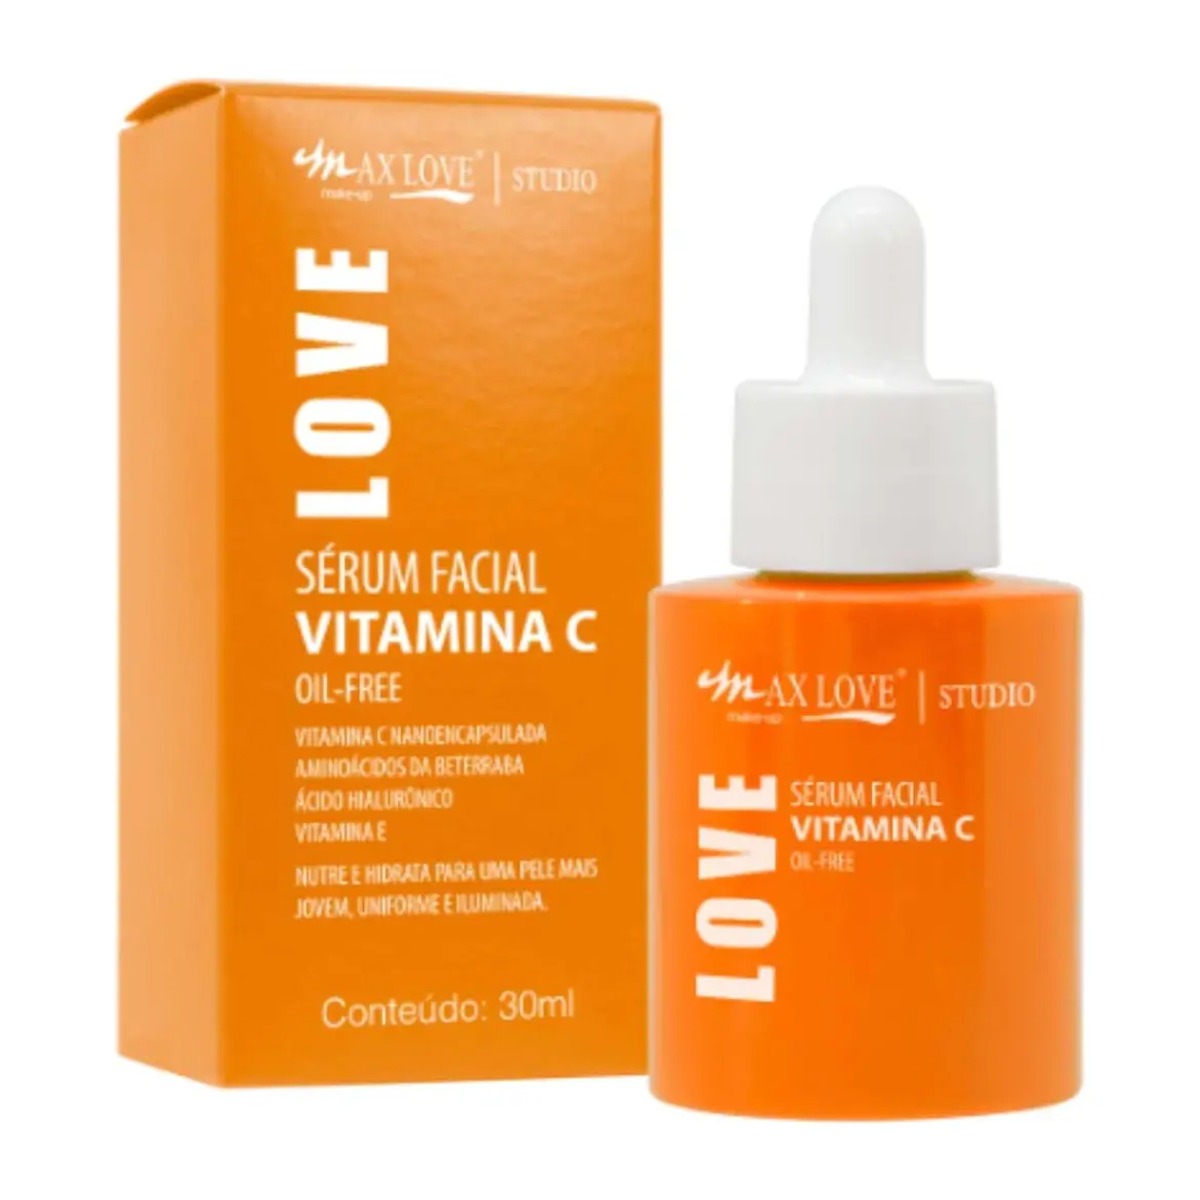 MAX LOVE® | STUDIO
make-up
LOVE
SÉRUM FACIAL
VITAMINA C
OIL-FREE
VITAMINA C NANOENCAPSULADA
AMINOÁCIDOS DA BETERRABA
ÁCIDO HIALURÔNICO
VITAMINA E
NUTRE E HIDRATA PARA UMA PELE MAIS
JOVEM, UNIFORME E ILUMINADA.
Conteúdo: 30ml
MAX LOVE® | STUDIO
make-up
LOVE
SÉRUM FACIAL
VITAMINA C
OIL-FREE